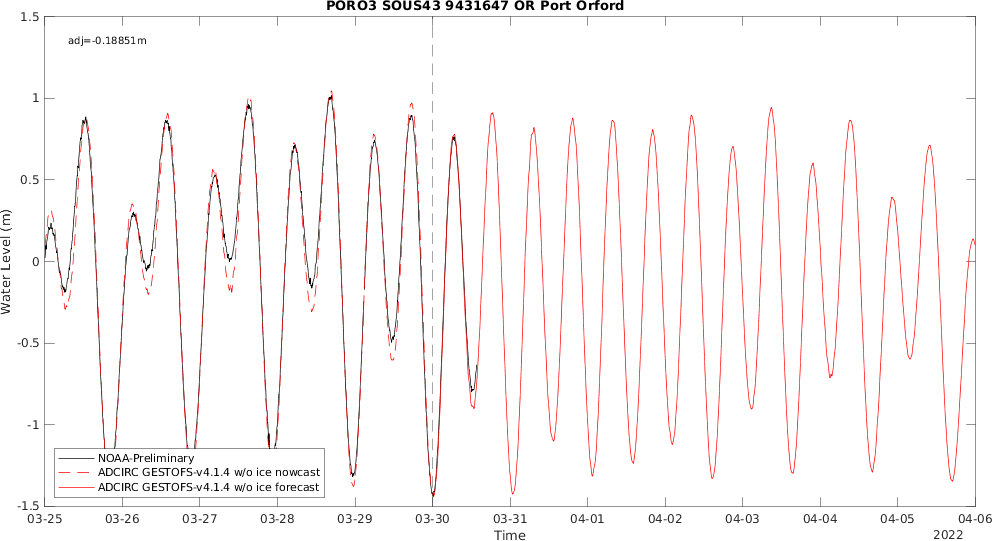 PORO3 SOUS43 9431647 OR Port Orford
adj=-0.18851m
1.5
1
0.5
0
-0.5
-1
-1.5
Water Level (m)
NOAA-Preliminary
ADCIRC GESTOFS-v4.1.4 w/o ice nowcast
ADCIRC GESTOFS-v4.1.4 w/o ice forecast
03-25 03-26 03-27 03-28 03-29 03-30 03-31 04-01 04-02 04-03 04-04 04-05 04-06
Time
2022